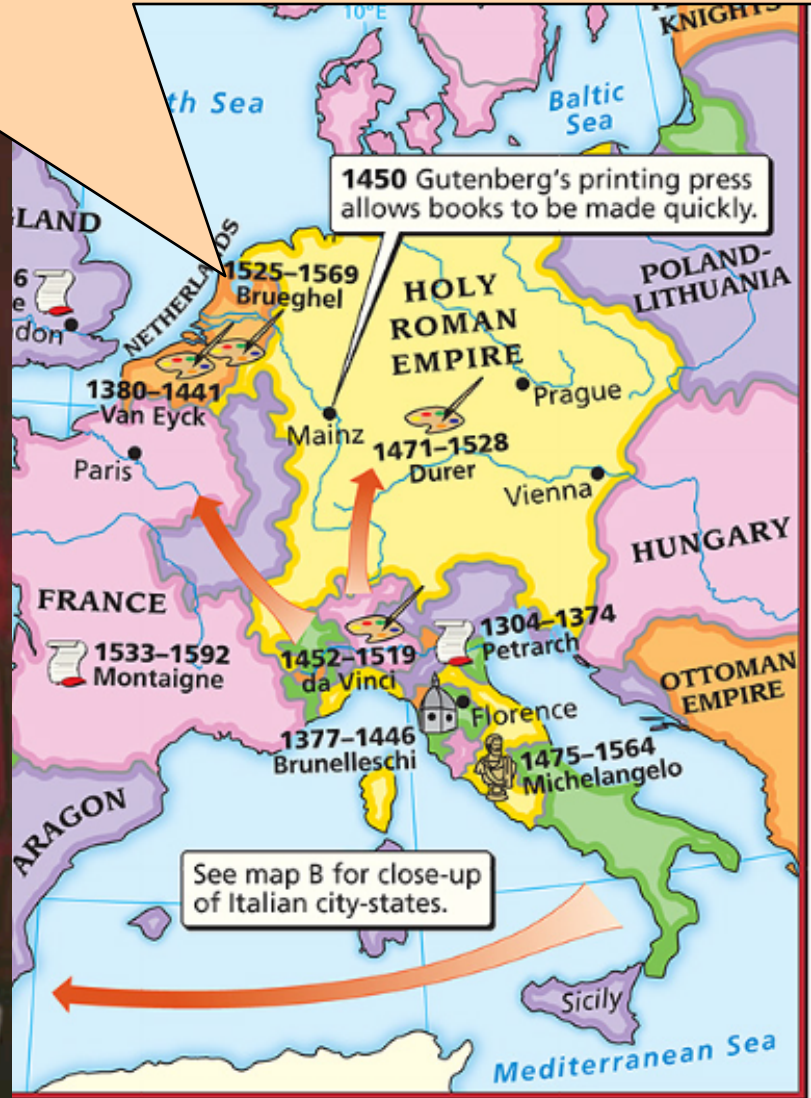 10°E
KNIGHTS
th Sea
Baltic
Sea
1450 Gutenberg's printing press
allows books to be made quickly.
LAND
NETHERLANDS
1525–1569
Brueghel
HOLY
ROMAN
EMPIRE
POLAND-
LITHUANIA
6
e
don
1380–1441
Van Eyck
Mainz
Prague
1471–1528
Durer
Paris
Vienna
HUNGARY
FRANCE
1533–1592
Montaigne
1452–1519
da Vinci
1304–1374
Petrarch
OTTOMAN
EMPIRE
Florence
1377–1446
Brunelleschi
1475–1564
Michelangelo
ARAGON
See map B for close-up
of Italian city-states.
Sicily
Mediterranean Sea